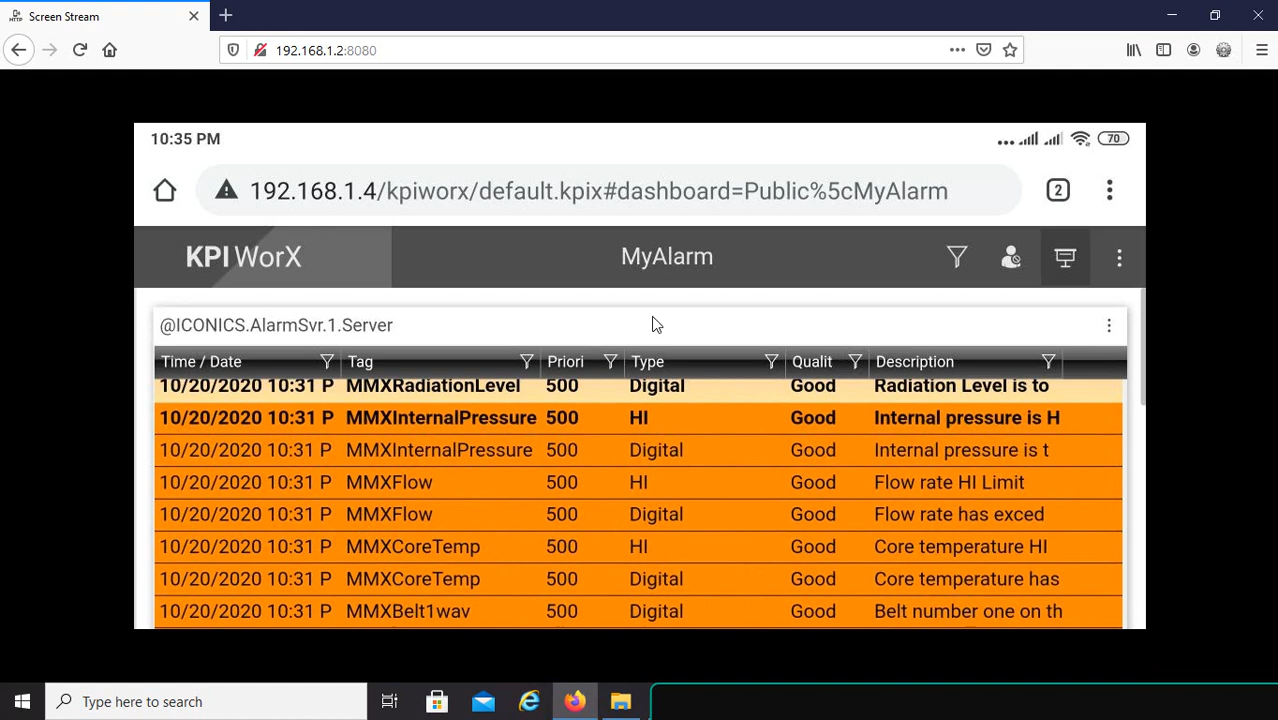 HTTP Screen Stream
192.168.1.2:8080
10:35 PM 70
192.168.1.4/kpiworx/default.kpix#dashboard=Public%5cMyAlarm 2
KPI WorX MyAlarm
@ICONICS.AlarmSvr.1.Server
Time / Date Tag Priori Type Qualit Description
10/20/2020 10:31 P MMXRadiationLevel 500 Digital Good Radiation Level is to
10/20/2020 10:31 P MMXInternalPressure 500 HI Good Internal pressure is H
10/20/2020 10:31 P MMXInternalPressure 500 Digital Good Internal pressure is t
10/20/2020 10:31 P MMXFlow 500 HI Good Flow rate HI Limit
10/20/2020 10:31 P MMXFlow 500 Digital Good Flow rate has exced
10/20/2020 10:31 P MMXCoreTemp 500 HI Good Core temperature HI
10/20/2020 10:31 P MMXCoreTemp 500 Digital Good Core temperature has
10/20/2020 10:31 P MMXBelt1wav 500 Digital Good Belt number one on th
Type here to search